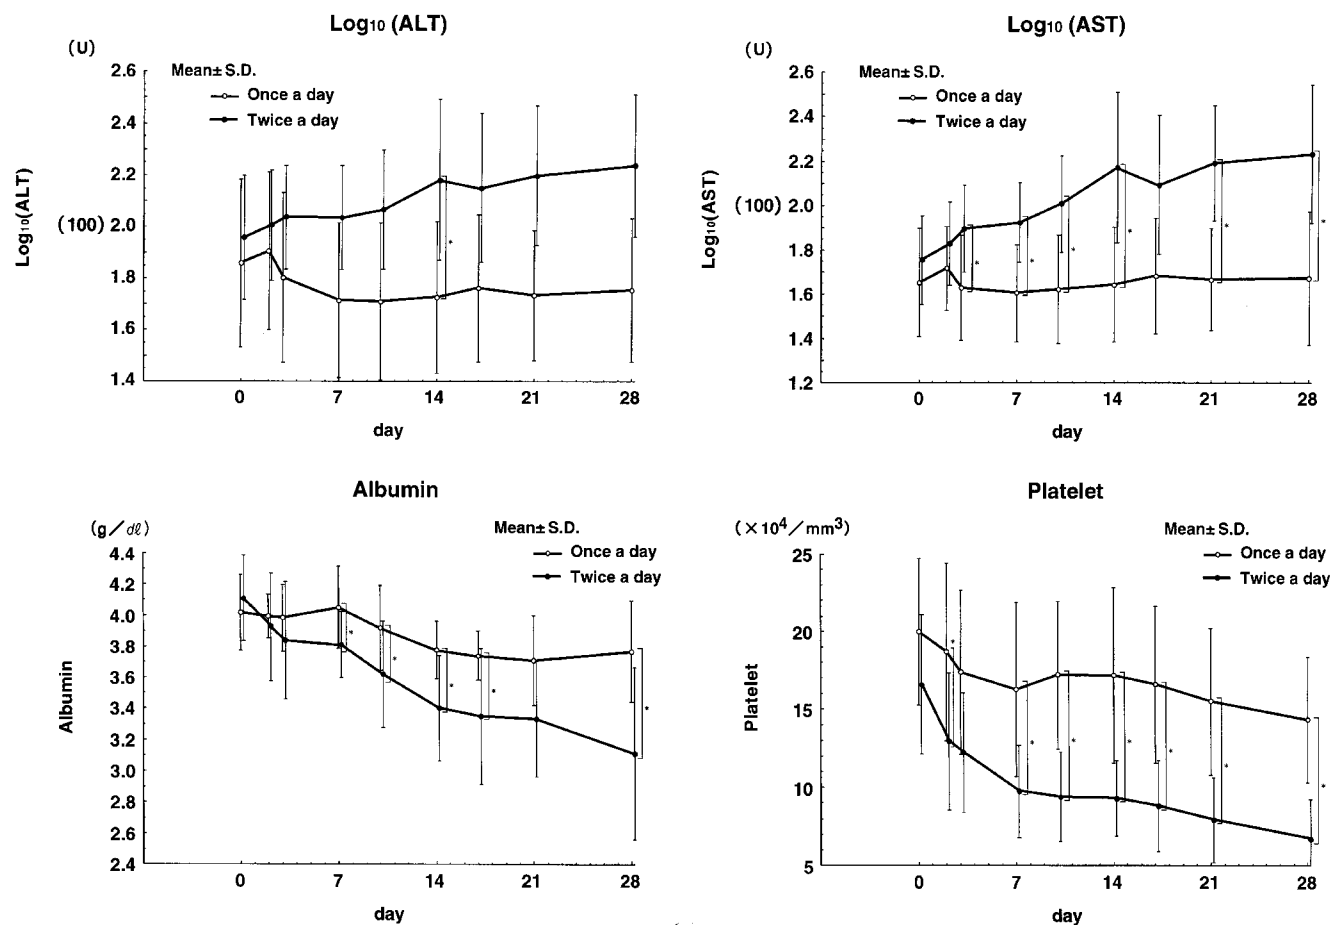 Log10 (ALT)
(U)
Mean± S.D.
Once a day
Twice a day
2.6
2.4
2.2
2.0
(100)
1.8
1.6
1.4
Log10(ALT)
0 7 14 21 28
day
*
Log10 (AST)
(U)
Mean± S.D.
Once a day
Twice a day
2.6
2.4
2.2
2.0
(100)
1.8
1.6
1.4
1.2
Log10(AST)
0 7 14 21 28
day
* * * * * *
Albumin
(g/dℓ)
Mean± S.D.
Once a day
Twice a day
4.4
4.2
4.0
3.8
3.6
3.4
3.2
3.0
2.8
2.6
2.4
Albumin
0 7 14 21 28
day
* * * * *
Platelet
(×10⁴/mm³)
Mean± S.D.
Once a day
Twice a day
25
20
15
10
5
Platelet
0 7 14 21 28
day
* * * * * * *